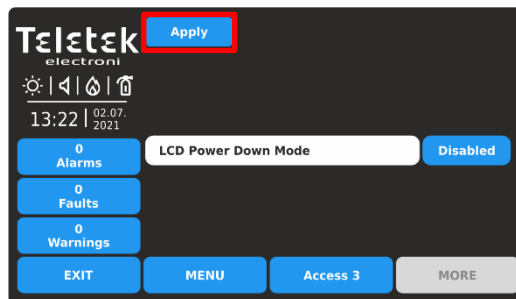 Tεlεtεk
electroni
Apply
13:22 | 02.07.
2021
0
Alarms
LCD Power Down Mode
Disabled
0
Faults
0
Warnings
EXIT
MENU
Access 3
MORE